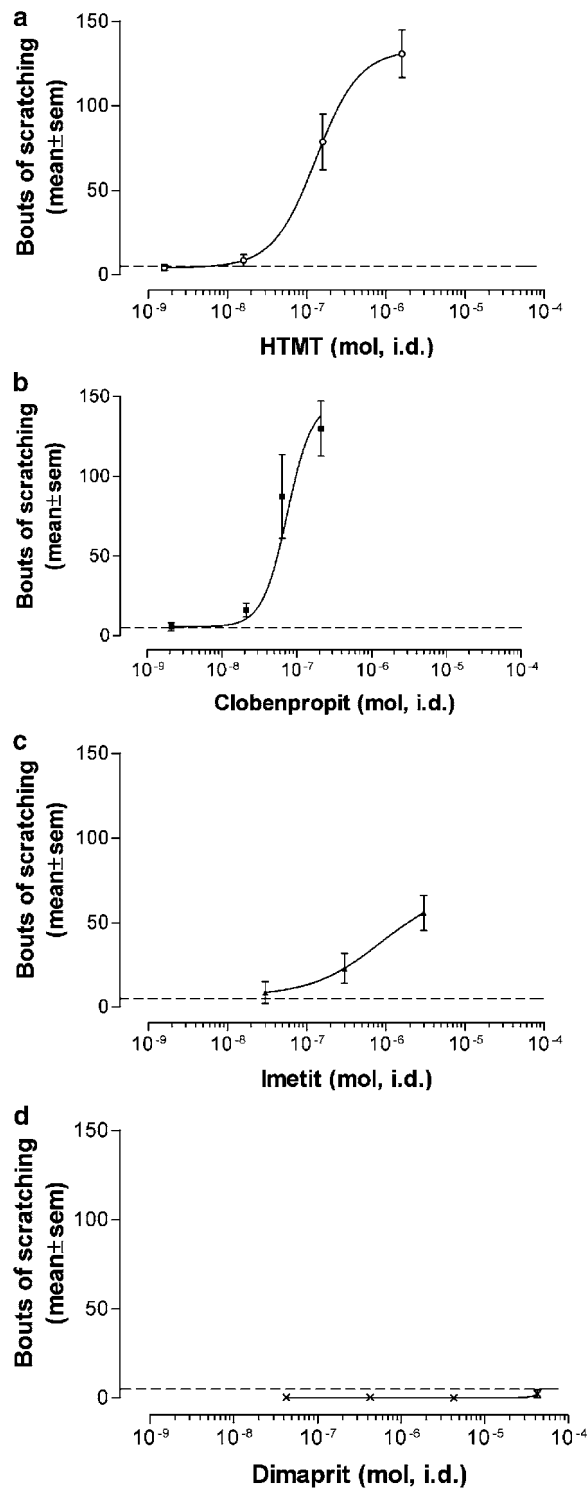 a
Bouts of scratching
(mean±sem)
150
100
50
0
10⁻⁹ 10⁻⁸ 10⁻⁷ 10⁻⁶ 10⁻⁵ 10⁻⁴
HTMT (mol, i.d.)
b
Bouts of scratching
(mean±sem)
150
100
50
0
10⁻⁹ 10⁻⁸ 10⁻⁷ 10⁻⁶ 10⁻⁵ 10⁻⁴
Clobenpropit (mol, i.d.)
c
Bouts of scratching
(mean±sem)
150
100
50
0
10⁻⁹ 10⁻⁸ 10⁻⁷ 10⁻⁶ 10⁻⁵ 10⁻⁴
Imetit (mol, i.d.)
d
Bouts of scratching
(mean±sem)
150
100
50
0
10⁻⁹ 10⁻⁸ 10⁻⁷ 10⁻⁶ 10⁻⁵ 10⁻⁴
Dimaprit (mol, i.d.)